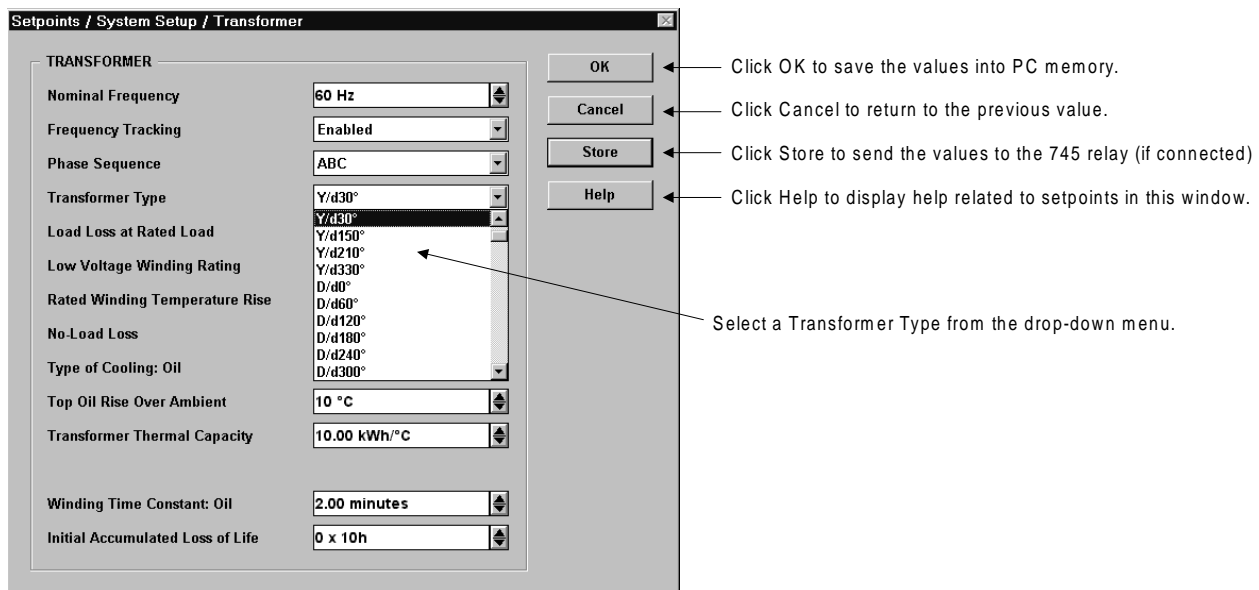 Setpoints / System Setup / Transformer
TRANSFORMER
Nominal Frequency
60 Hz
Frequency Tracking
Enabled
Phase Sequence
ABC
Transformer Type
Y/d30°
Y/d30°
Y/d150°
Y/d210°
Y/d330°
D/d0°
D/d60°
D/d120°
D/d180°
D/d240°
D/d300°
Load Loss at Rated Load
Low Voltage Winding Rating
Rated Winding Temperature Rise
No-Load Loss
Type of Cooling: Oil
Top Oil Rise Over Ambient
10 °C
Transformer Thermal Capacity
10.00 kWh/°C
Winding Time Constant: Oil
2.00 minutes
Initial Accumulated Loss of Life
0 x 10h
OK
Click OK to save the values into PC memory.
Cancel
Click Cancel to return to the previous value.
Store
Click Store to send the values to the 745 relay (if connected)
Help
Click Help to display help related to setpoints in this window.
Select a Transformer Type from the drop-down menu.